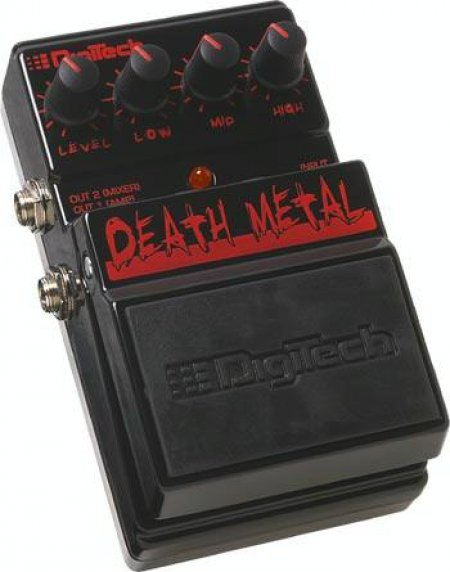 DigiTech
LEVEL LOW MID HIGH
INPUT
OUT 2 (MIXER)
OUT 1 (AMP)
DEATH METAL
DigiTech